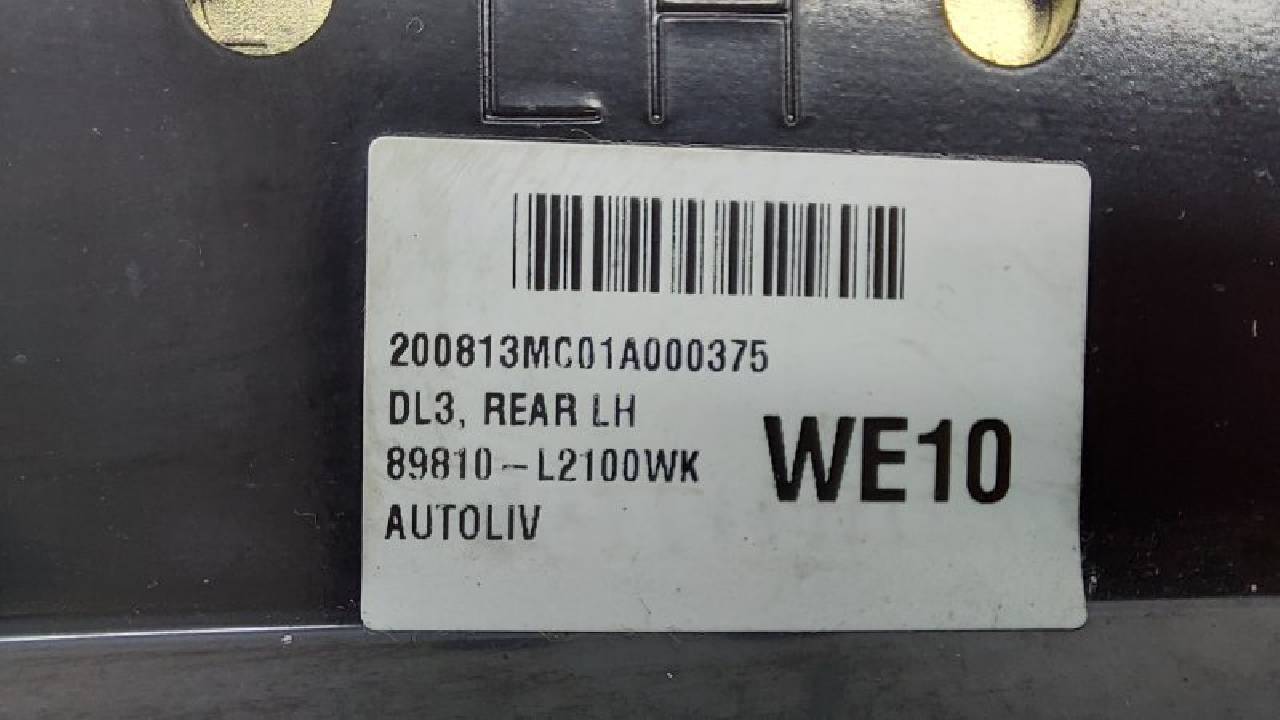 LH
200813MC01A000375
DL3, REAR LH
89810-L2100WK
WE10
AUTOLIV